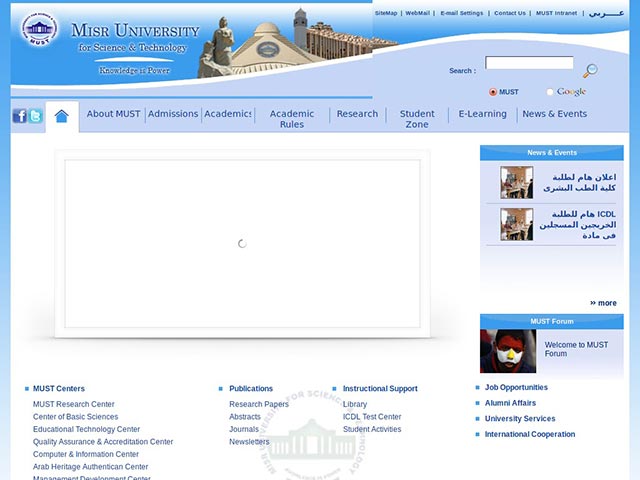 MISR UNIVERSITY
for Science & Technology
Knowledge is Power
MUST
SiteMap | WebMail | E-mail Settings | Contact Us | MUST Intranet | عـــربي
Search :
MUST Google
About MUST Admissions Academics Academic Rules Research Student Zone E-Learning News & Events
News & Events
اعلان هام لطلبة
كلية الطب البشرى
ICDL هام للطلبة
الخريجين المسجلين
فى مادة
more
MUST Forum
Welcome to MUST
Forum
MUST Centers
MUST Research Center
Center of Basic Sciences
Educational Technology Center
Quality Assurance & Accreditation Center
Computer & Information Center
Arab Heritage Authentican Center
Management Development Center
Publications
Research Papers
Abstracts
Journals
Newsletters
Instructional Support
Library
ICDL Test Center
Student Activities
Job Opportunities
Alumni Affairs
University Services
International Cooperation
MISR UNIVERSITY FOR SCIENCE & TECHNOLOGY